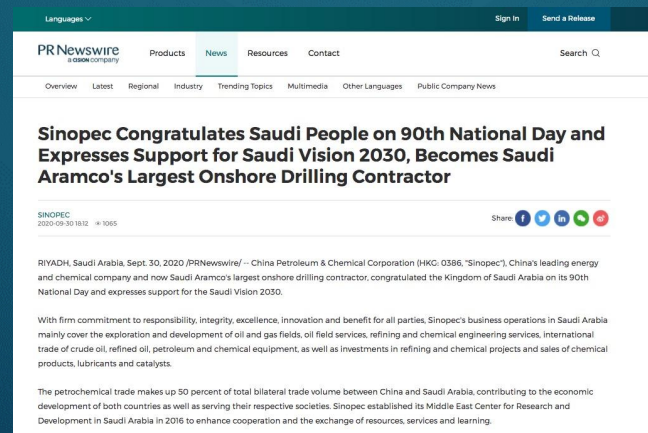 Languages
Sign In Send a Release
PR Newswire
a CISION company
Products News Resources Contact
Search
Overview Latest Regional Industry Trending Topics Multimedia Other Languages Public Company News
Sinopec Congratulates Saudi People on 90th National Day and
Expresses Support for Saudi Vision 2030, Becomes Saudi
Aramco's Largest Onshore Drilling Contractor
SINOPEC
2020-09-30 18:12 1065
Share:
RIYADH, Saudi Arabia, Sept. 30, 2020 /PRNewswire/ -- China Petroleum & Chemical Corporation (HKG: 0386, "Sinopec"), China's leading energy
and chemical company and now Saudi Aramco's largest onshore drilling contractor, congratulated the Kingdom of Saudi Arabia on its 90th
National Day and expresses support for the Saudi Vision 2030.
With firm commitment to responsibility, integrity, excellence, innovation and benefit for all parties, Sinopec's business operations in Saudi Arabia
mainly cover the exploration and development of oil and gas fields, oil field services, refining and chemical engineering services, international
trade of crude oil, refined oil, petroleum and chemical equipment, as well as investments in refining and chemical projects and sales of chemical
products, lubricants and catalysts.
The petrochemical trade makes up 50 percent of total bilateral trade volume between China and Saudi Arabia, contributing to the economic
development of both countries as well as serving their respective societies. Sinopec established its Middle East Center for Research and
Development in Saudi Arabia in 2016 to enhance cooperation and the exchange of resources, services and learning.